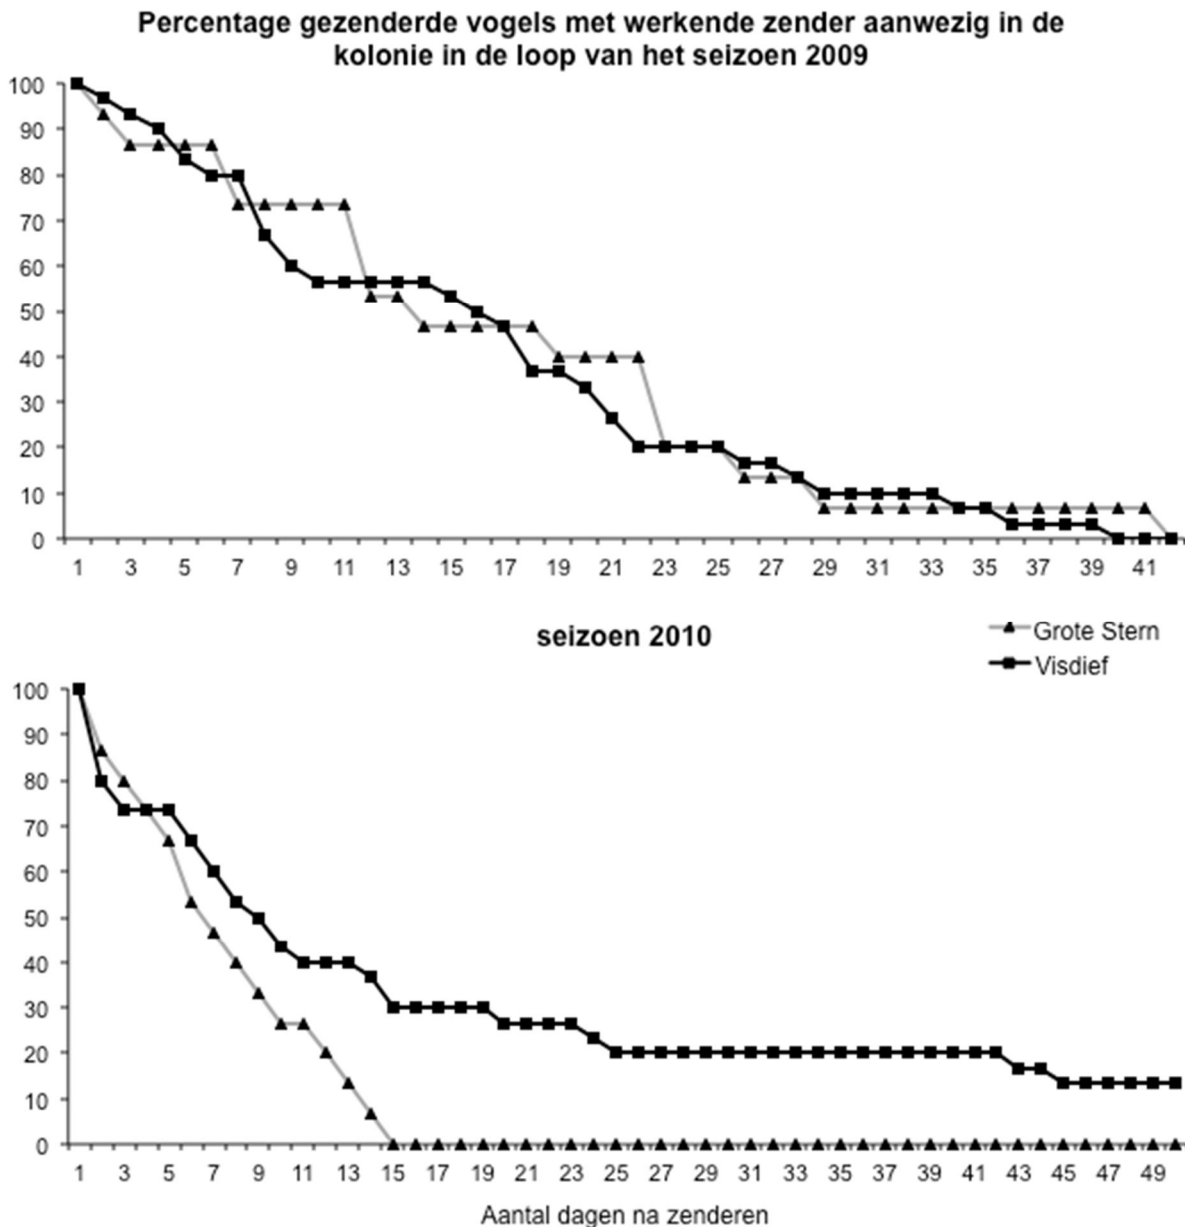 Percentage gezenderde vogels met werkende zender aanwezig in de
kolonie in de loop van het seizoen 2009
100
90
80
70
60
50
40
30
20
10
0
1 3 5 7 9 11 13 15 17 19 21 23 25 27 29 31 33 35 37 39 41
seizoen 2010
Grote Stern
Visdief
100
90
80
70
60
50
40
30
20
10
0
1 3 5 7 9 11 13 15 17 19 21 23 25 27 29 31 33 35 37 39 41 43 45 47 49
Aantal dagen na zenderen